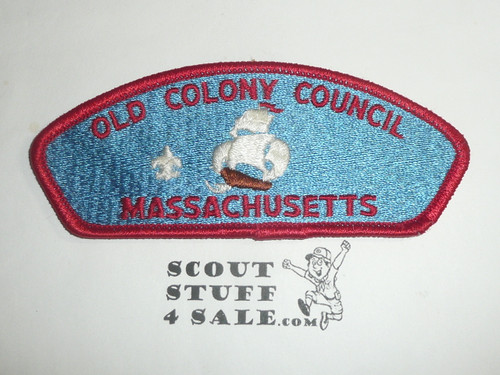 OLD COLONY COUNCIL
MASSACHUSETTS
SCOUT
STUFF
4 SALE.COM